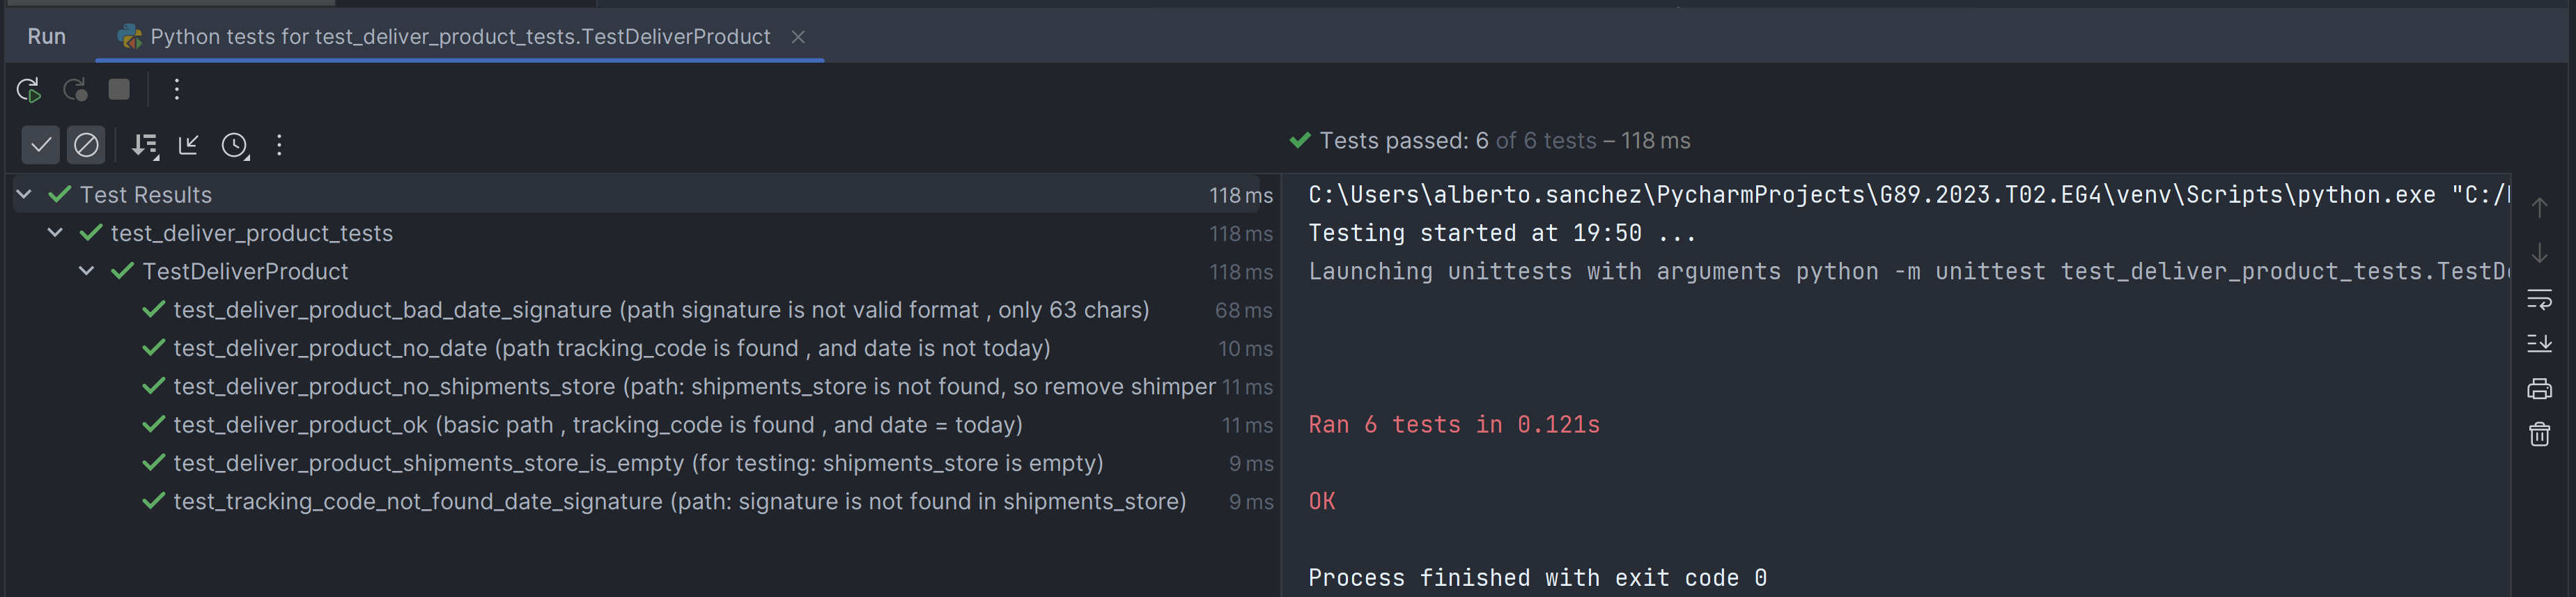 Run Python tests for test_deliver_product_tests.TestDeliverProduct
Tests passed: 6 of 6 tests – 118 ms
Test Results 118 ms
test_deliver_product_tests 118 ms
TestDeliverProduct 118 ms
test_deliver_product_bad_date_signature (path signature is not valid format , only 63 chars) 68 ms
test_deliver_product_no_date (path tracking_code is found , and date is not today) 10 ms
test_deliver_product_no_shipments_store (path: shipments_store is not found, so remove shimper 11 ms
test_deliver_product_ok (basic path , tracking_code is found , and date = today) 11 ms
test_deliver_product_shipments_store_is_empty (for testing: shipments_store is empty) 9 ms
test_tracking_code_not_found_date_signature (path: signature is not found in shipments_store) 9 ms
C:\Users\alberto.sanchez\PycharmProjects\G89.2023.T02.EG4\venv\Scripts\python.exe "C:/
Testing started at 19:50 ...
Launching unittests with arguments python -m unittest test_deliver_product_tests.TestD
Ran 6 tests in 0.121s
OK
Process finished with exit code 0